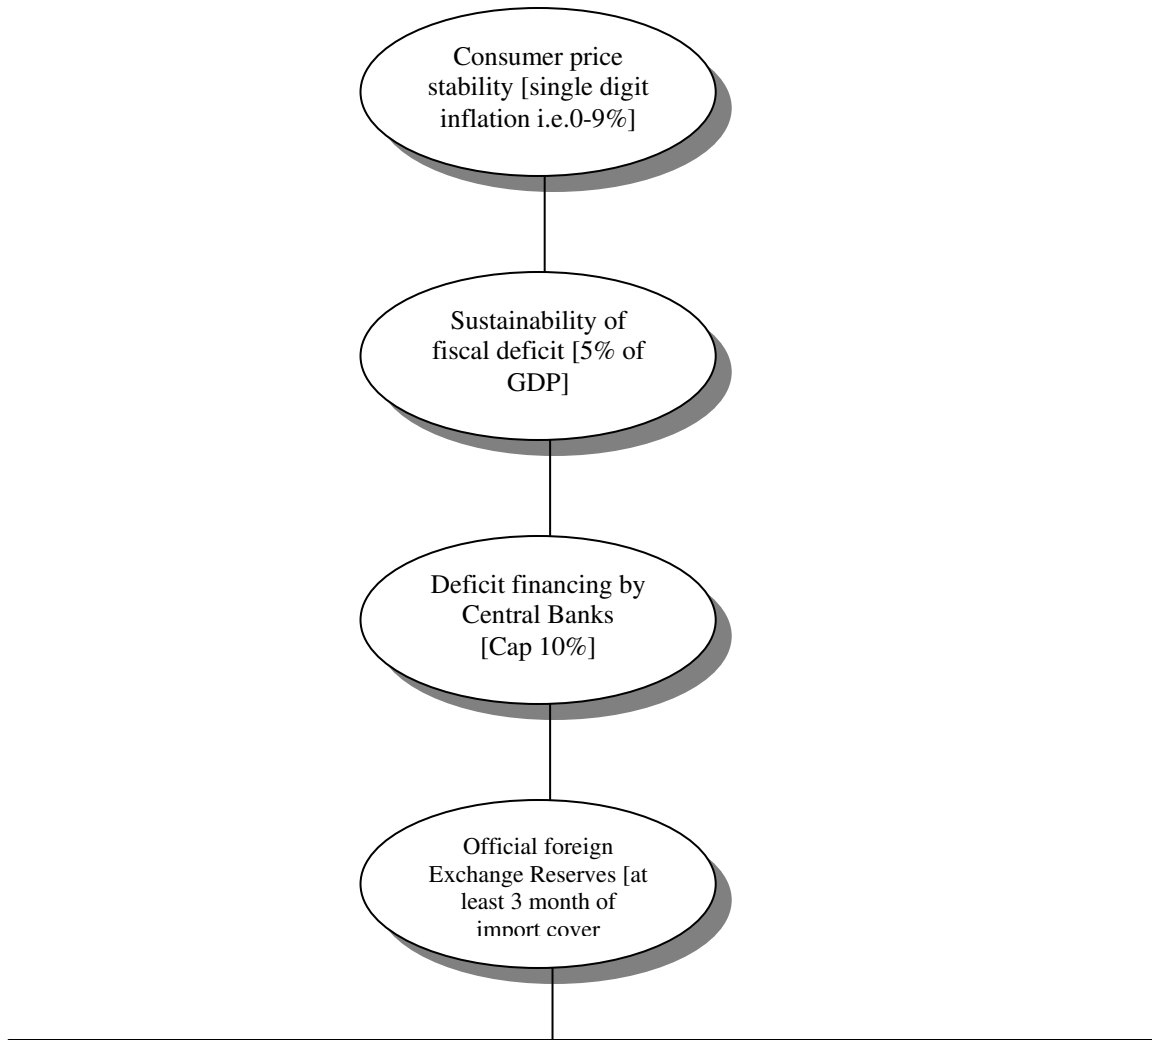 Consumer price
stability [single digit
inflation i.e.0-9%]
Sustainability of
fiscal deficit [5% of
GDP]
Deficit financing by
Central Banks
[Cap 10%]
Official foreign
Exchange Reserves [at
least 3 month of
import cover